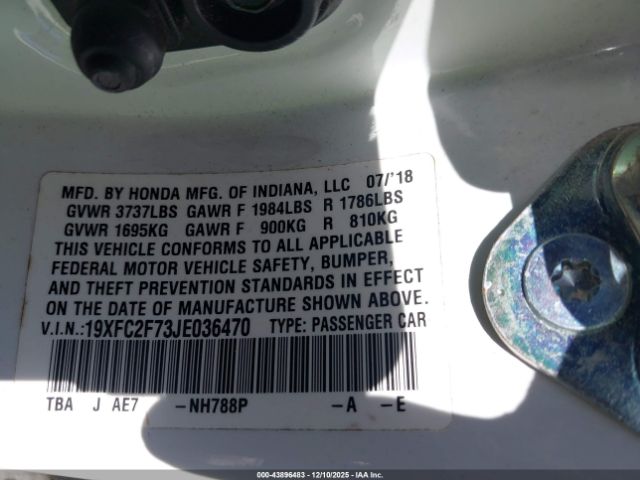 MFD. BY HONDA MFG. OF INDIANA, LLC 07/'18
GVWR 3737LBS GAWR F 1984LBS R 1786LBS
GVWR 1695KG GAWR F 900KG R 810KG
THIS VEHICLE CONFORMS TO ALL APPLICABLE
FEDERAL MOTOR VEHICLE SAFETY, BUMPER,
AND THEFT PREVENTION STANDARDS IN EFFECT
ON THE DATE OF MANUFACTURE SHOWN ABOVE.
V.I.N.:19XFC2F73JE036470 TYPE: PASSENGER CAR
TBA J AE7 -NH788P -A -E
000-43896483 - 12/10/2025 - IAAI.COM